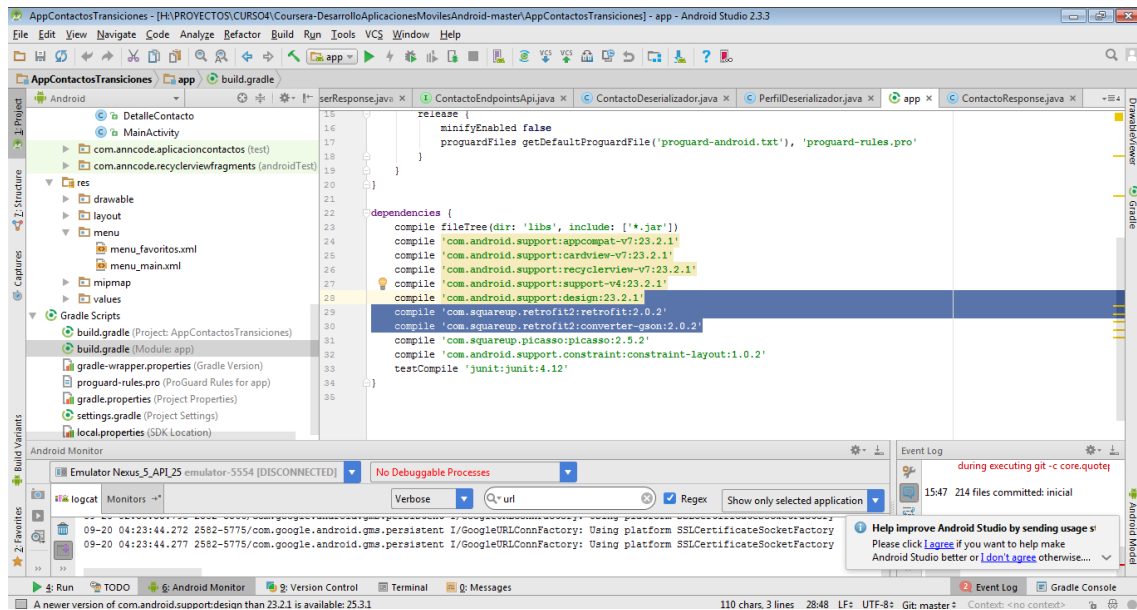 AppContactosTransiciones - [H:\PROYECTOS\CURSO4\Coursera-DesarrolloAplicacionesMovilesAndroid-master\AppContactosTransiciones] - app - Android Studio 2.3.3
File Edit View Navigate Code Analyze Refactor Build Run Tools VCS Window Help
app
AppContactosTransiciones app build.gradle
Android
serResponse.java × ContactoEndpointsApi.java × ContactoDeserializador.java × PerfilDeserializador.java × app × ContactoResponse.java ×
1: Project
7: Structure
Captures
Build Variants
2: Favorites
DetalleContacto
MainActivity
com.anncode.aplicacioncontactos (test)
com.anncode.recyclerviewfragments (androidTest)
res
drawable
layout
menu
menu_favoritos.xml
menu_main.xml
mipmap
values
Gradle Scripts
build.gradle (Project: AppContactosTransiciones)
build.gradle (Module: app)
gradle-wrapper.properties (Gradle Version)
proguard-rules.pro (ProGuard Rules for app)
gradle.properties (Project Properties)
settings.gradle (Project Settings)
local.properties (SDK Location)
15 release {
16 minifyEnabled false
17 proguardFiles getDefaultProguardFile('proguard-android.txt'), 'proguard-rules.pro'
18 }
19 }
20 }
21
22 dependencies {
23 compile fileTree(dir: 'libs', include: ['*.jar'])
24 compile 'com.android.support:appcompat-v7:23.2.1'
25 compile 'com.android.support:cardview-v7:23.2.1'
26 compile 'com.android.support:recyclerview-v7:23.2.1'
27 compile 'com.android.support:support-v4:23.2.1'
28 compile 'com.android.support:design:23.2.1'
29 compile 'com.squareup.retrofit2:retrofit:2.0.2'
30 compile 'com.squareup.retrofit2:converter-gson:2.0.2'
31 compile 'com.squareup.picasso:picasso:2.5.2'
32 compile 'com.android.support.constraint:constraint-layout:1.0.2'
33 testCompile 'junit:junit:4.12'
34 }
35
DrawableViewer
Gradle
Android Model
Android Monitor
Emulator Nexus_5_API_25 emulator-5554 [DISCONNECTED] No Debuggable Processes
logcat Monitors Verbose url Regex Show only selected application
09-20 04:23:44.272 2582-5775/com.google.android.gms.persistent I/GoogleURLConnFactory: Using platform SSLCertificateSocketFactory
09-20 04:23:44.277 2582-5775/com.google.android.gms.persistent I/GoogleURLConnFactory: Using platform SSLCertificateSocketFactory
Event Log
during executing git -c core.quotep
15:47 214 files committed: inicial
Help improve Android Studio by sending usage st
Please click I agree if you want to help make
Android Studio better or I don't agree otherwise....
4: Run TODO 6: Android Monitor 9: Version Control Terminal 0: Messages Event Log Gradle Console
A newer version of com.android.support:design than 23.2.1 is available: 25.3.1 110 chars, 3 lines 28:48 LF÷ UTF-8÷ Git: master÷ Context: <no context>